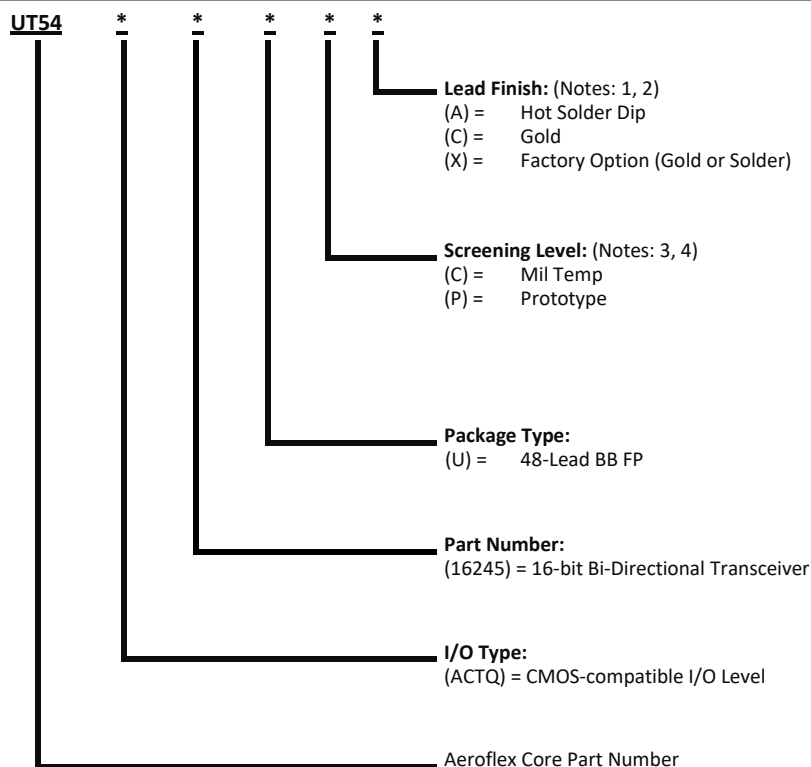 UT54 * * * * *
Lead Finish: (Notes: 1, 2)
(A) = Hot Solder Dip
(C) = Gold
(X) = Factory Option (Gold or Solder)
Screening Level: (Notes: 3, 4)
(C) = Mil Temp
(P) = Prototype
Package Type:
(U) = 48-Lead BB FP
Part Number:
(16245) = 16-bit Bi-Directional Transceiver
I/O Type:
(ACTQ) = CMOS-compatible I/O Level
Aeroflex Core Part Number